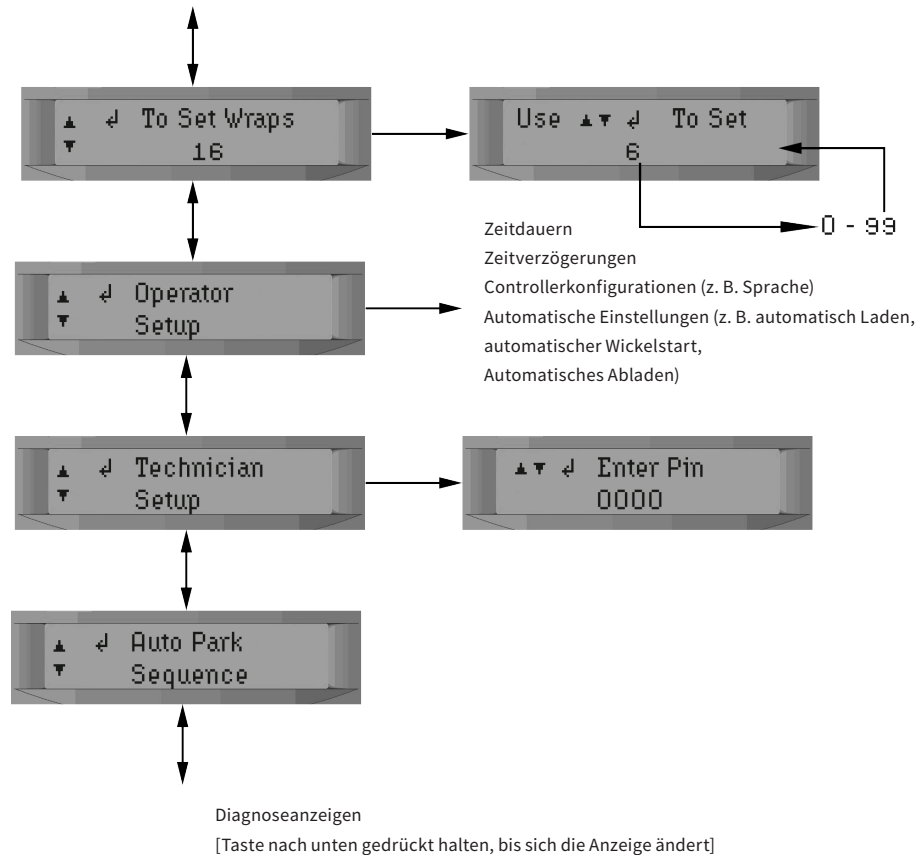 ▲ ↲ To Set Wraps
▼ 16
Use ▲▼ ↲ To Set
6
0 - 99
Zeitdauern
Zeitverzögerungen
Controllerkonfigurationen (z. B. Sprache)
Automatische Einstellungen (z. B. automatisch Laden,
automatischer Wickelstart,
Automatisches Abladen)
▲ ↲ Operator
▼ Setup
▲ ↲ Technician
▼ Setup
▲▼ ↲ Enter Pin
0000
▲ ↲ Auto Park
▼ Sequence
Diagnoseanzeigen
[Taste nach unten gedrückt halten, bis sich die Anzeige ändert]